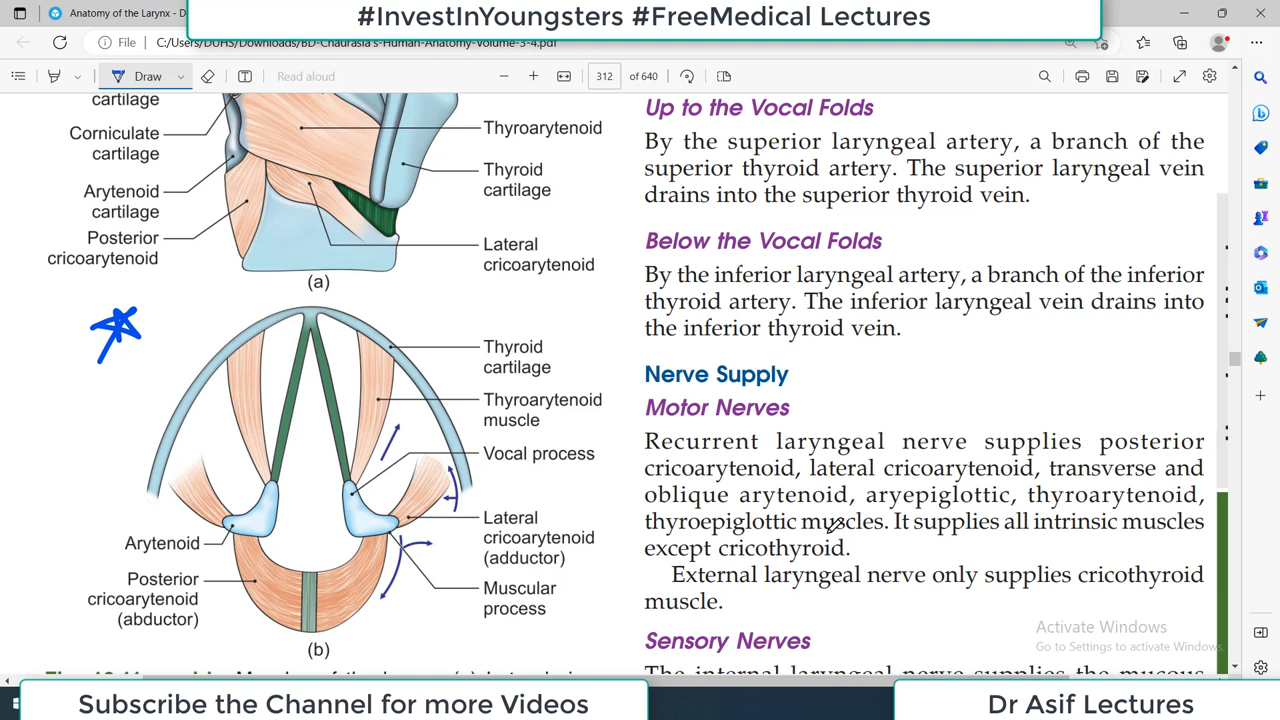 #InvestInYoungsters #FreeMedical Lectures
Anatomy of the Larynx - D
File
C:/Users/DUHS/Downloads/BD-Chaurasia's-Human-Anatomy-Volume-3-4.pdf
Draw
Read aloud
312
of 640
cartilage
Corniculate
cartilage
Arytenoid
cartilage
Posterior
cricoarytenoid
Thyroarytenoid
Thyroid
cartilage
Lateral
cricoarytenoid
(a)
Thyroid
cartilage
Thyroarytenoid
muscle
Vocal process
Lateral
cricoarytenoid
(adductor)
Muscular
process
Arytenoid
Posterior
cricoarytenoid
(abductor)
(b)
Up to the Vocal Folds
By the superior laryngeal artery, a branch of the
superior thyroid artery. The superior laryngeal vein
drains into the superior thyroid vein.
Below the Vocal Folds
By the inferior laryngeal artery, a branch of the inferior
thyroid artery. The inferior laryngeal vein drains into
the inferior thyroid vein.
Nerve Supply
Motor Nerves
Recurrent laryngeal nerve supplies posterior
cricoarytenoid, lateral cricoarytenoid, transverse and
oblique arytenoid, aryepiglottic, thyroarytenoid,
thyroepiglottic muscles. It supplies all intrinsic muscles
except cricothyroid.
External laryngeal nerve only supplies cricothyroid
muscle.
Sensory Nerves
The internal laryngeal nerve supplies the mucous
Activate Windows
Go to Settings to activate Windows.
Subscribe the Channel for more Videos
Dr Asif Lectures